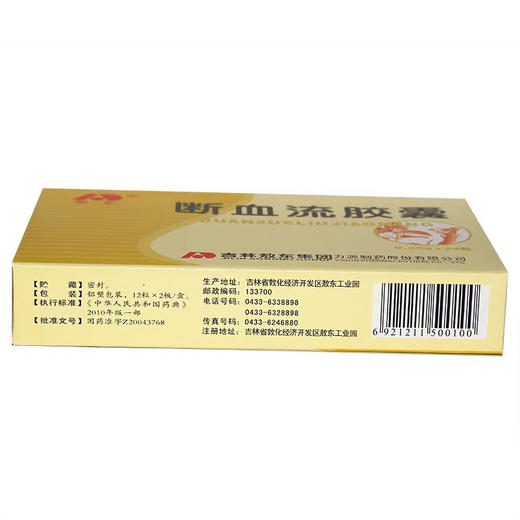 断血流胶囊
DUANXUELIUJIAONANG
吉林敖东集团力源制药股份有限公司
【贮　藏】密封。
【包　装】铝塑包装，12粒×2板/盒。
【执行标准】《中华人民共和国药典》
2010年版一部
【批准文号】国药准字Z20043768
生产地址：吉林省敦化经济开发区敖东工业园
邮政编码：133700
电话号码：0433-6338898
0433-6328898
传真号码：0433-6246880
注册地址：吉林省敦化经济开发区敖东工业园
6 921211 500100